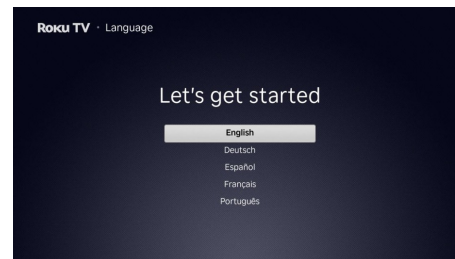 Roku TV · Language
Let's get started
English
Deutsch
Español
Français
Português